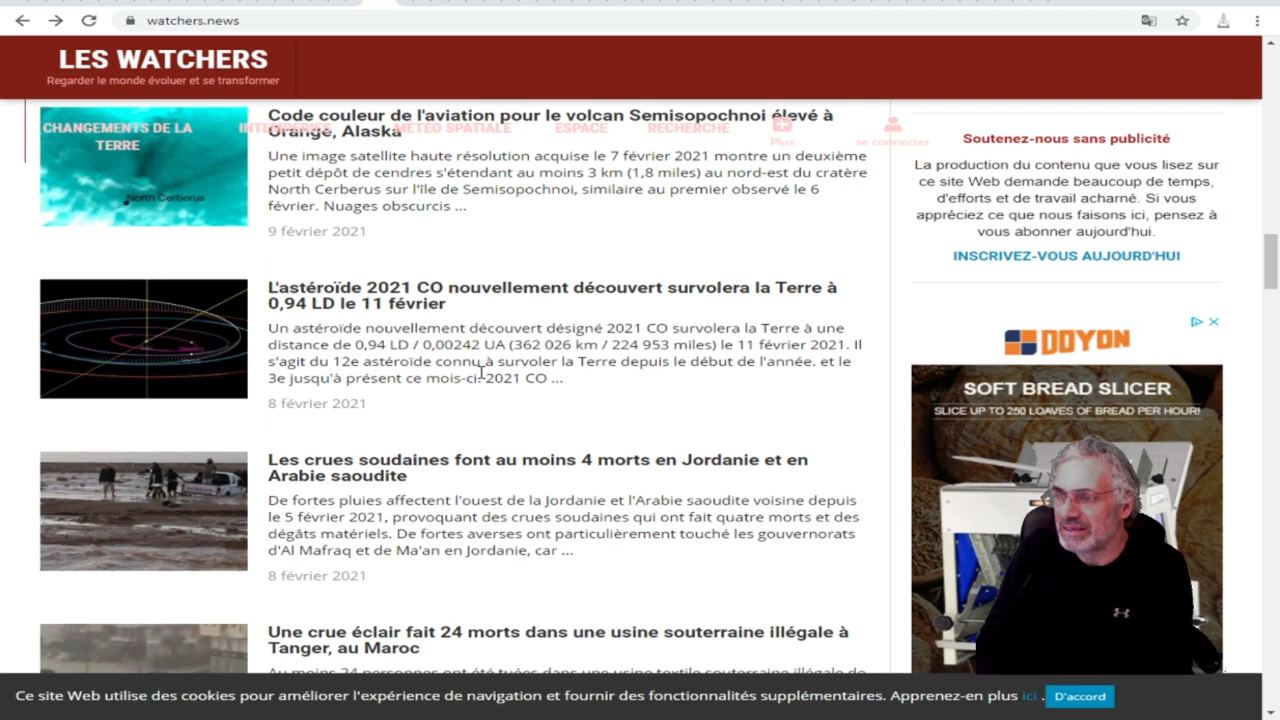 watchers.news
LES WATCHERS
Regarder le monde évoluer et se transformer
CHANGEMENTS DE LA
TERRE
MÉTÉO SPATIALE
ESPACE
RECHERCHE
Plus
se connecter
Code couleur de l'aviation pour le volcan Semisopochnoi élevé à
Orange, Alaska
Une image satellite haute résolution acquise le 7 février 2021 montre un deuxième
petit dépôt de cendres s'étendant au moins 3 km (1,8 miles) au nord-est du cratère
North Cerberus sur l'île de Semisopochnoi, similaire au premier observé le 6
février. Nuages obscurcis ...
9 février 2021
North Cerberus
L'astéroïde 2021 CO nouvellement découvert survolera la Terre à
0,94 LD le 11 février
Un astéroïde nouvellement découvert désigné 2021 CO survolera la Terre à une
distance de 0,94 LD / 0,00242 UA (362 026 km / 224 953 miles) le 11 février 2021. Il
s'agit du 12e astéroïde connu à survoler la Terre depuis le début de l'année. et le
3e jusqu'à présent ce mois-ci. 2021 CO ...
8 février 2021
Les crues soudaines font au moins 4 morts en Jordanie et en
Arabie saoudite
De fortes pluies affectent l'ouest de la Jordanie et l'Arabie saoudite voisine depuis
le 5 février 2021, provoquant des crues soudaines qui ont fait quatre morts et des
dégâts matériels. De fortes averses ont particulièrement touché les gouvernorats
d'Al Mafraq et de Ma'an en Jordanie, car ...
8 février 2021
Une crue éclair fait 24 morts dans une usine souterraine illégale à
Tanger, au Maroc
Au moins 24 personnes ont été tuées dans une usine textile souterraine illégale de
Soutenez-nous sans publicité
La production du contenu que vous lisez sur
ce site Web demande beaucoup de temps,
d'efforts et de travail acharné. Si vous
appréciez ce que nous faisons ici, pensez à
vous abonner aujourd'hui.
INSCRIVEZ-VOUS AUJOURD'HUI
DOYON
SOFT BREAD SLICER
SLICE UP TO 250 LOAVES OF BREAD PER HOUR!
Ce site Web utilise des cookies pour améliorer l'expérience de navigation et fournir des fonctionnalités supplémentaires. Apprenez-en plus ici . D'accord